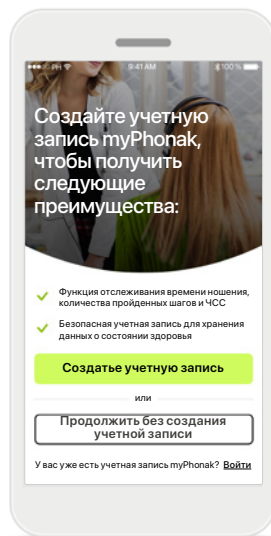 PH 9:41 AM 100%
Создайте учетную
запись myPhonak,
чтобы получить
следующие
преимущества:
Функция отслеживания времени ношения,
количества пройденных шагов и ЧСС
Безопасная учетная запись для хранения
данных о состоянии здоровья
Создатье учетную запись
или
Продолжить без создания
учетной записи
У вас уже есть учетная запись myPhonak? Войти